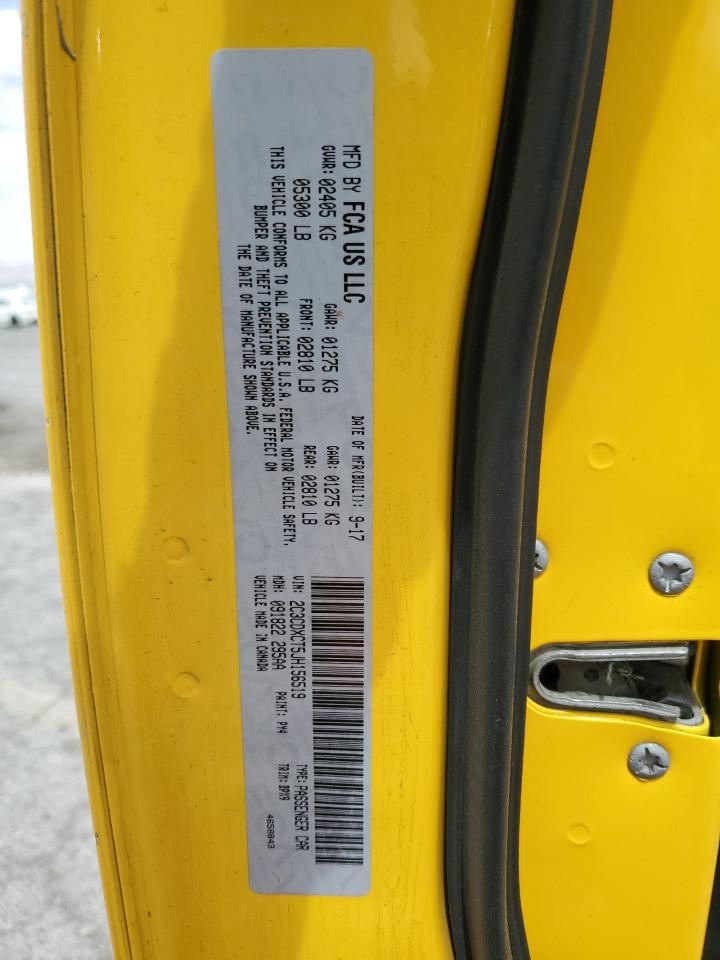 MFD BY FCA US LLC
DATE OF MFR(BUILT): 9-17
GVWR: 02405 KG
GAWR: 01275 KG
GAWR: 01275 KG
05300 LB
FRONT: 02810 LB
REAR: 02810 LB
THIS VEHICLE CONFORMS TO ALL APPLICABLE U.S.A. FEDERAL MOTOR VEHICLE SAFETY,
BUMPER AND THEFT PREVENTION STANDARDS IN EFFECT ON
THE DATE OF MANUFACTURE SHOWN ABOVE.
VIN: 2C3CDXCT5JH156519
TYPE: PASSENGER CAR
MDH: 091822 295AA
PAINT: PY4
TRIM: BPX9
VEHICLE MADE IN CANADA
4658843